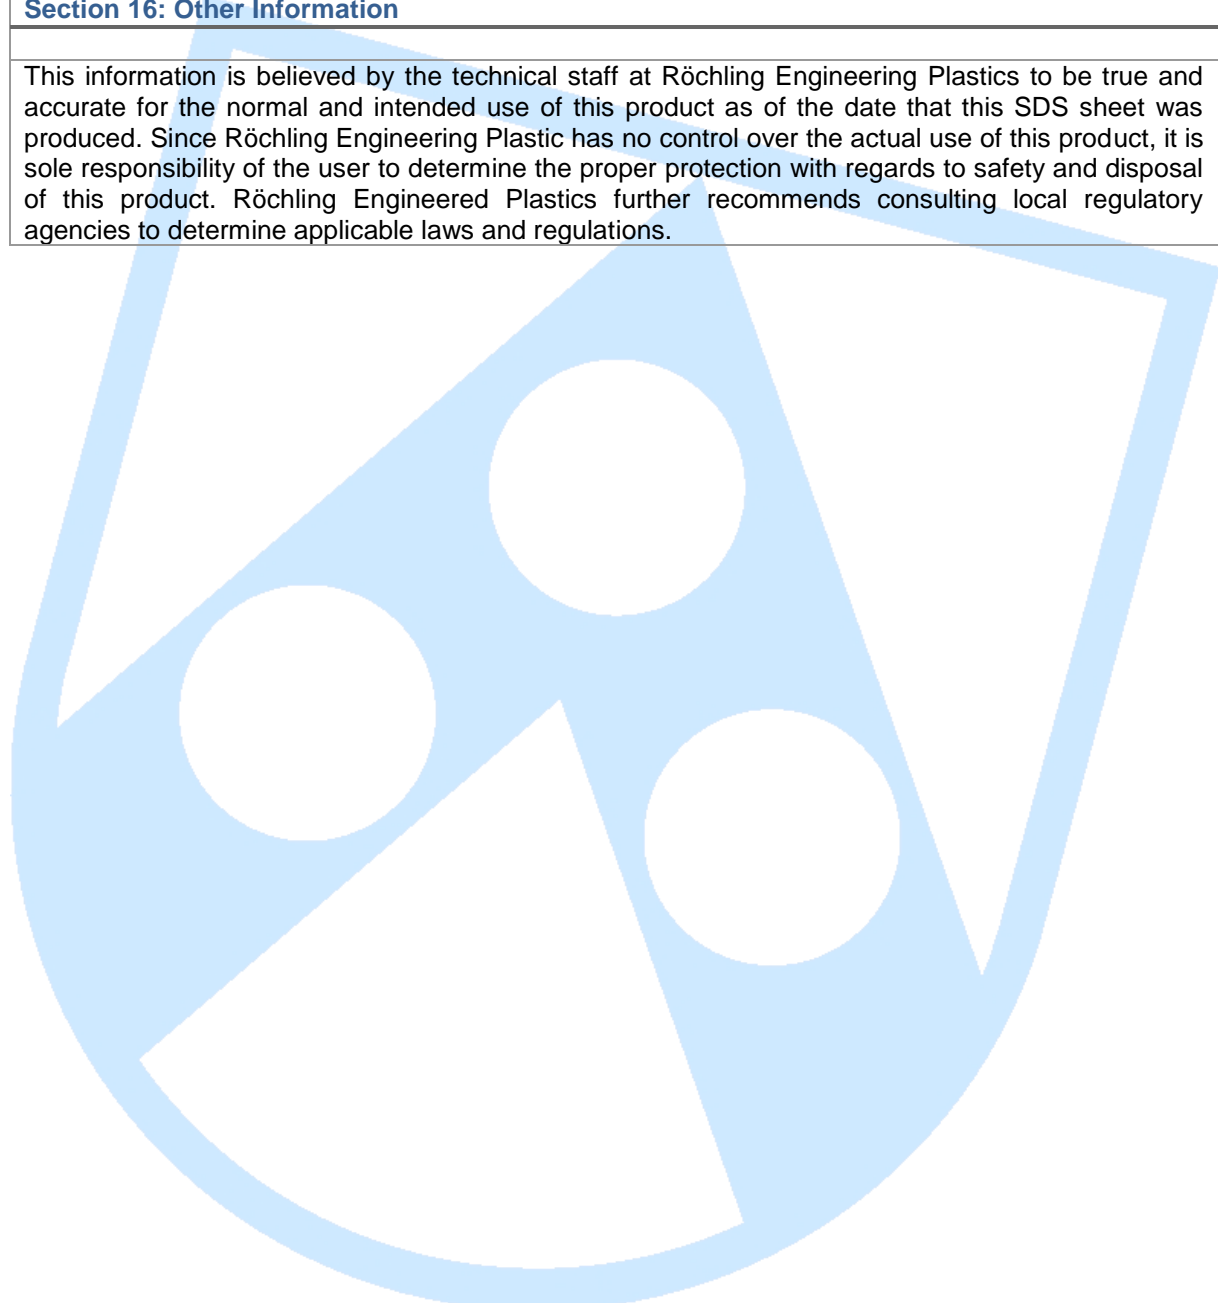 Section 16: Other Information
This information is believed by the technical staff at Röchling Engineering Plastics to be true and
accurate for the normal and intended use of this product as of the date that this SDS sheet was
produced. Since Röchling Engineering Plastic has no control over the actual use of this product, it is
sole responsibility of the user to determine the proper protection with regards to safety and disposal
of this product. Röchling Engineered Plastics further recommends consulting local regulatory
agencies to determine applicable laws and regulations.